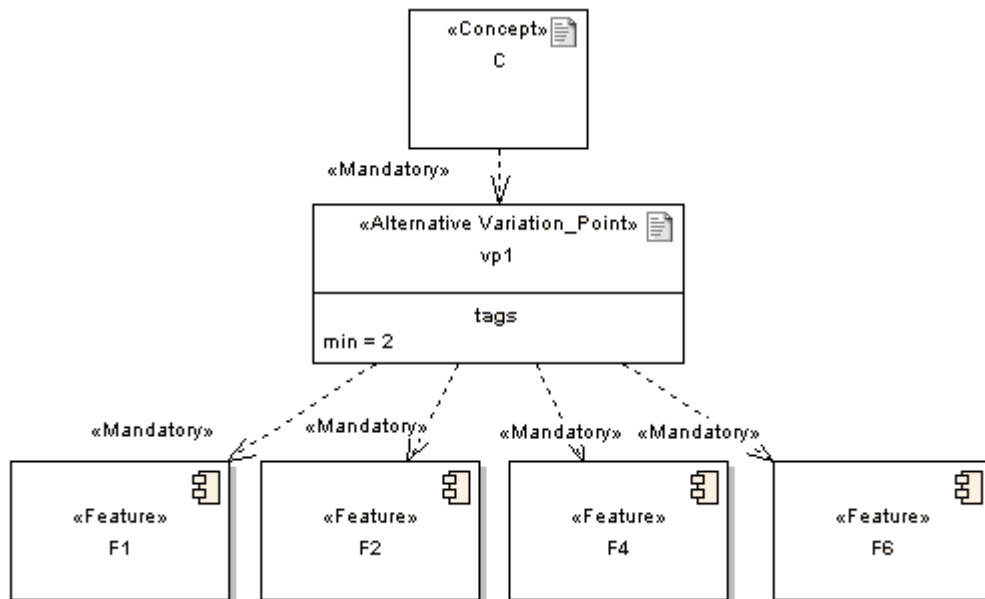 «Concept»
C
«Mandatory»
«Alternative Variation_Point»
vp1
tags
min = 2
«Mandatory»
«Mandatory»
«Mandatory»
«Mandatory»
«Feature»
F1
«Feature»
F2
«Feature»
F4
«Feature»
F6